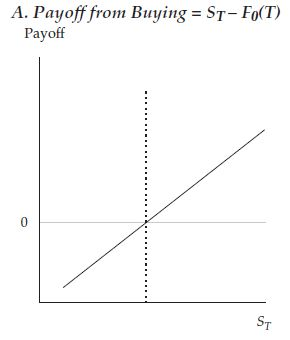 A. Payoff from Buying = ST – F0(T)
Payoff
0
ST